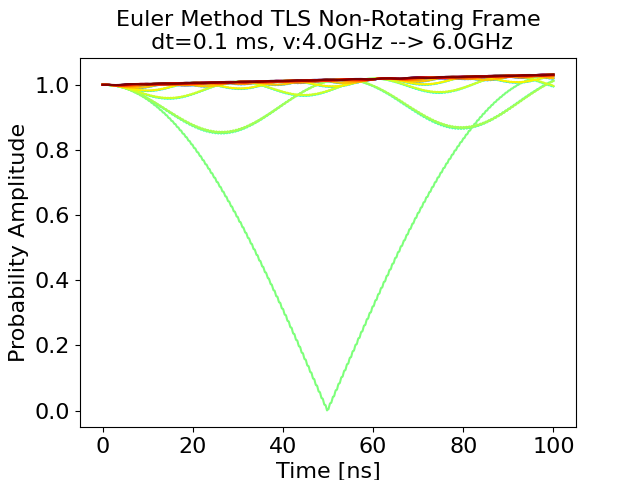 Euler Method TLS Non-Rotating Frame
dt=0.1 ms, v:4.0GHz --> 6.0GHz
1.0
0.8
0.6
0.4
0.2
0.0
Probability Amplitude
0 20 40 60 80 100
Time [ns]